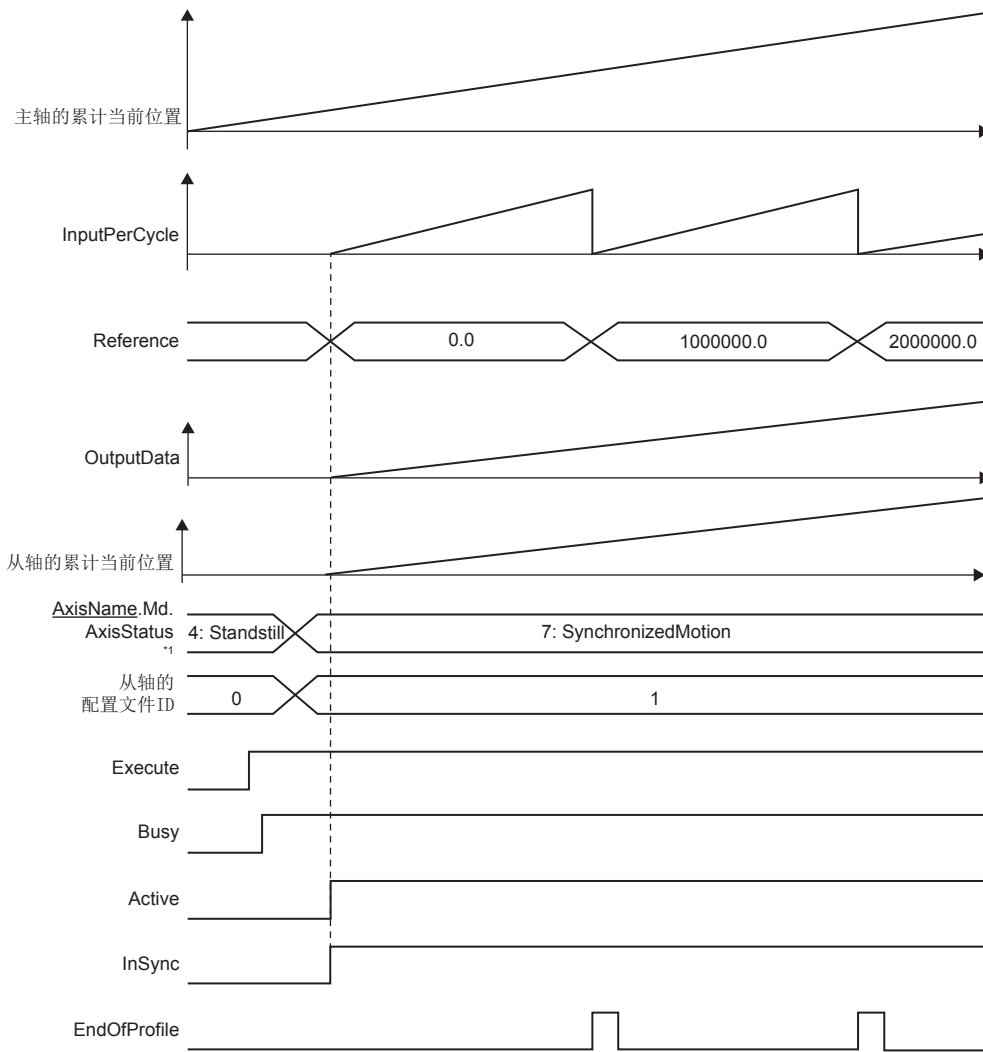 主轴的累计当前位置
InputPerCycle
Reference
0.0
1000000.0
2000000.0
OutputData
从轴的累计当前位置
AxisName.Md.
AxisStatus
*1
4: Standstill
7: SynchronizedMotion
从轴的
配置文件ID
0
1
Execute
Busy
Active
InSync
EndOfProfile